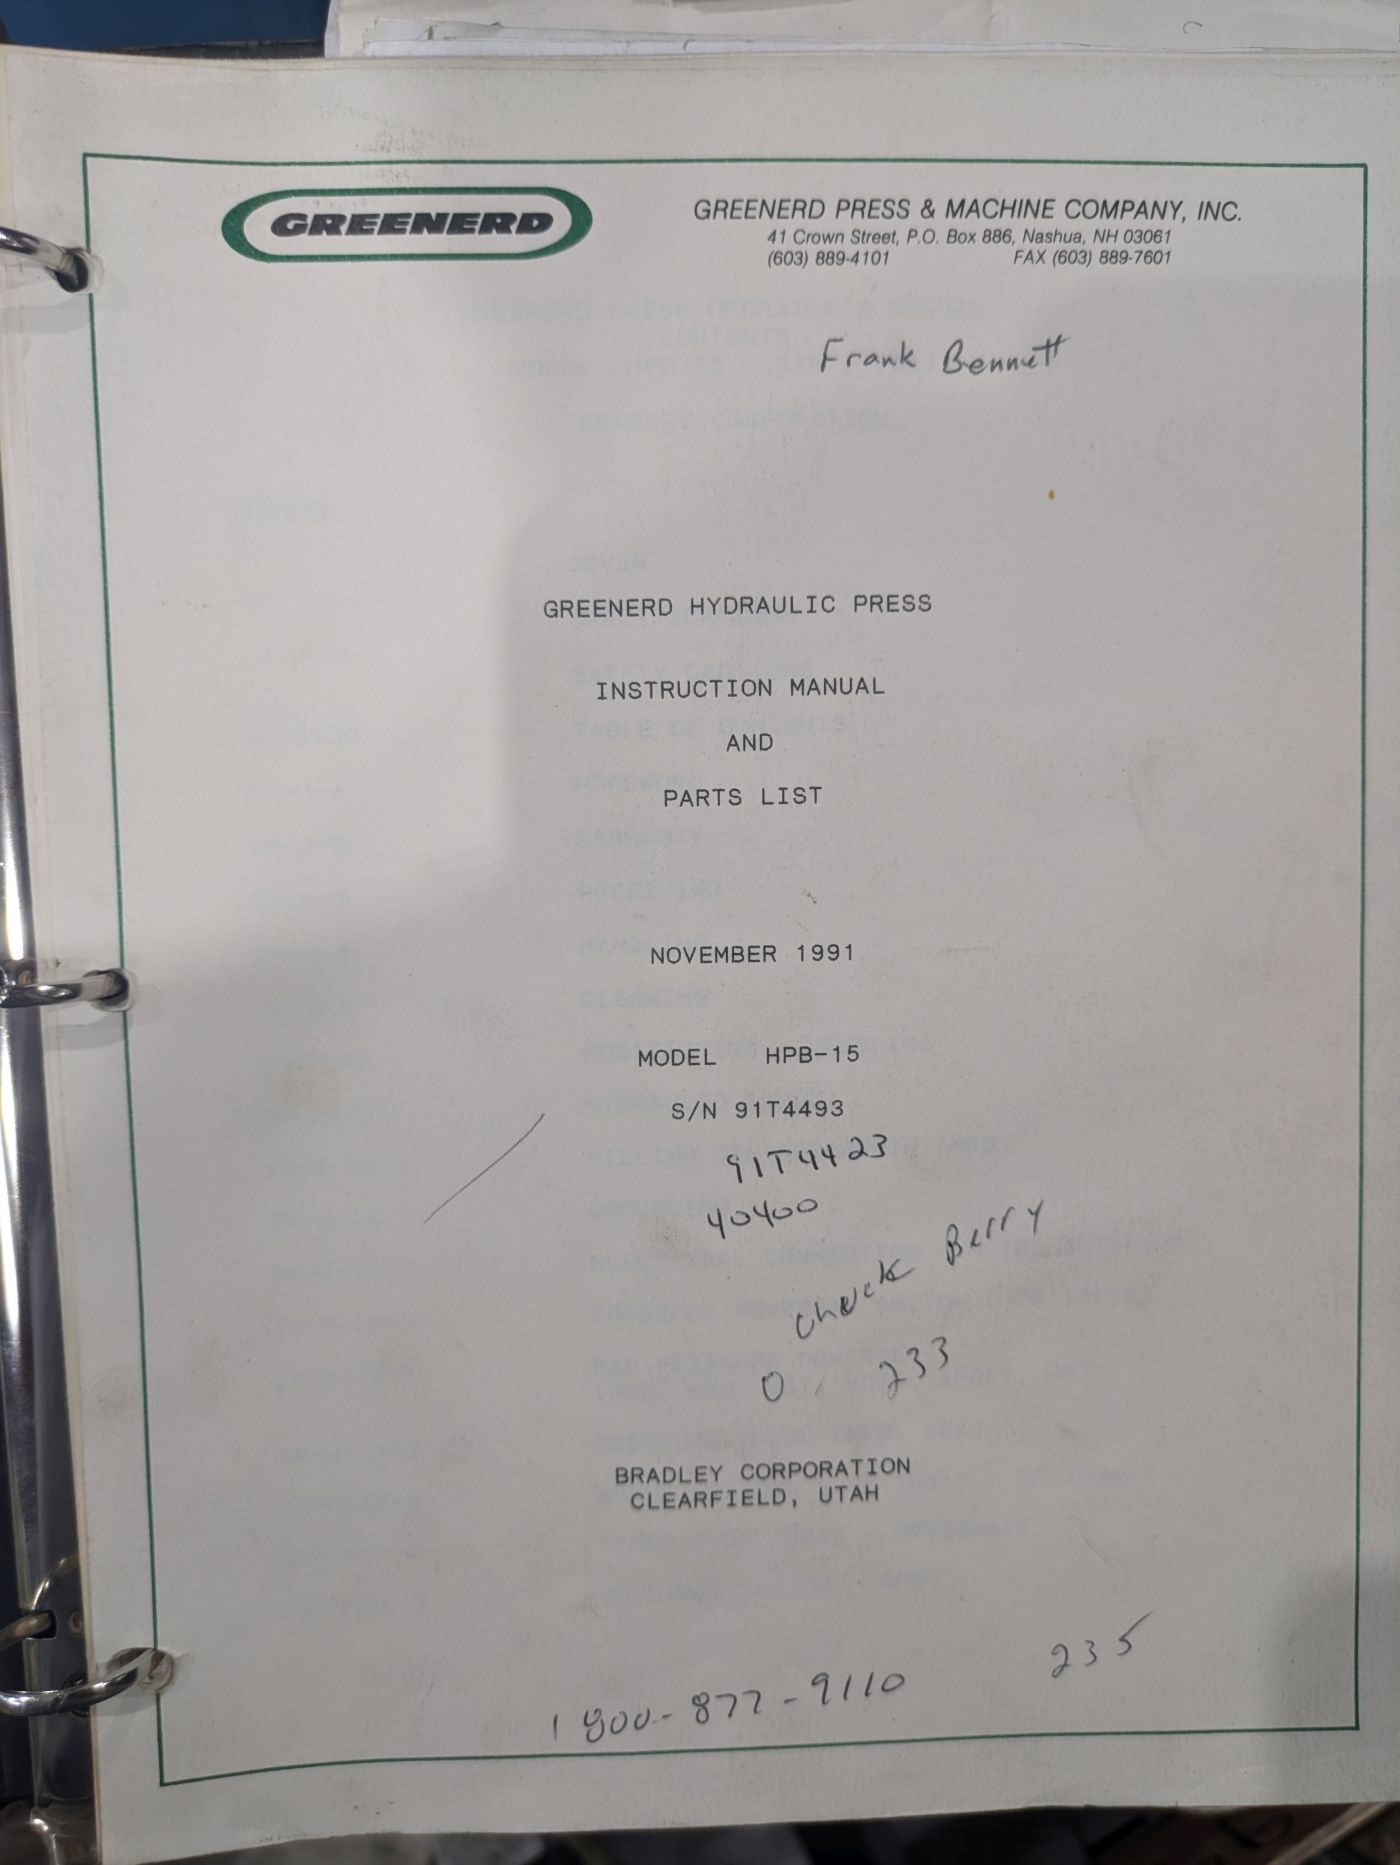 GREENERD
GREENERD PRESS & MACHINE COMPANY, INC.
41 Crown Street, P.O. Box 886, Nashua, NH 03061
(603) 889-4101 FAX (603) 889-7601
Frank Bennett
GREENERD HYDRAULIC PRESS
INSTRUCTION MANUAL
AND
PARTS LIST
NOVEMBER 1991
MODEL HPB-15
S/N 91T4493
91T4423
40400
Chuck Berry
0, 233
BRADLEY CORPORATION
CLEARFIELD, UTAH
235
1 800-877-9110